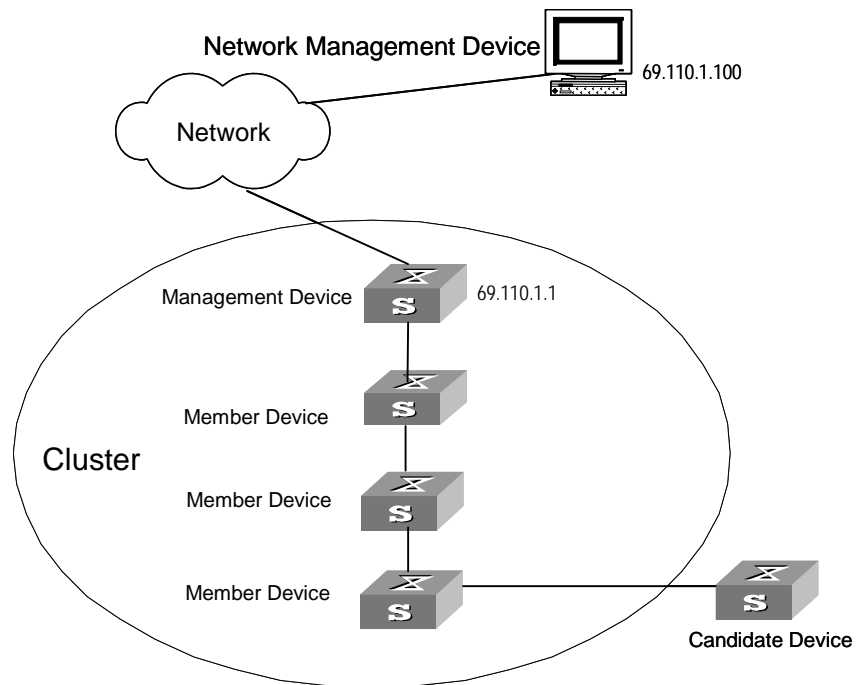 Network Management Device
69.110.1.100
Network
Management Device
69.110.1.1
S
Member Device
S
Cluster
Member Device
S
Member Device
S
S
Candidate Device